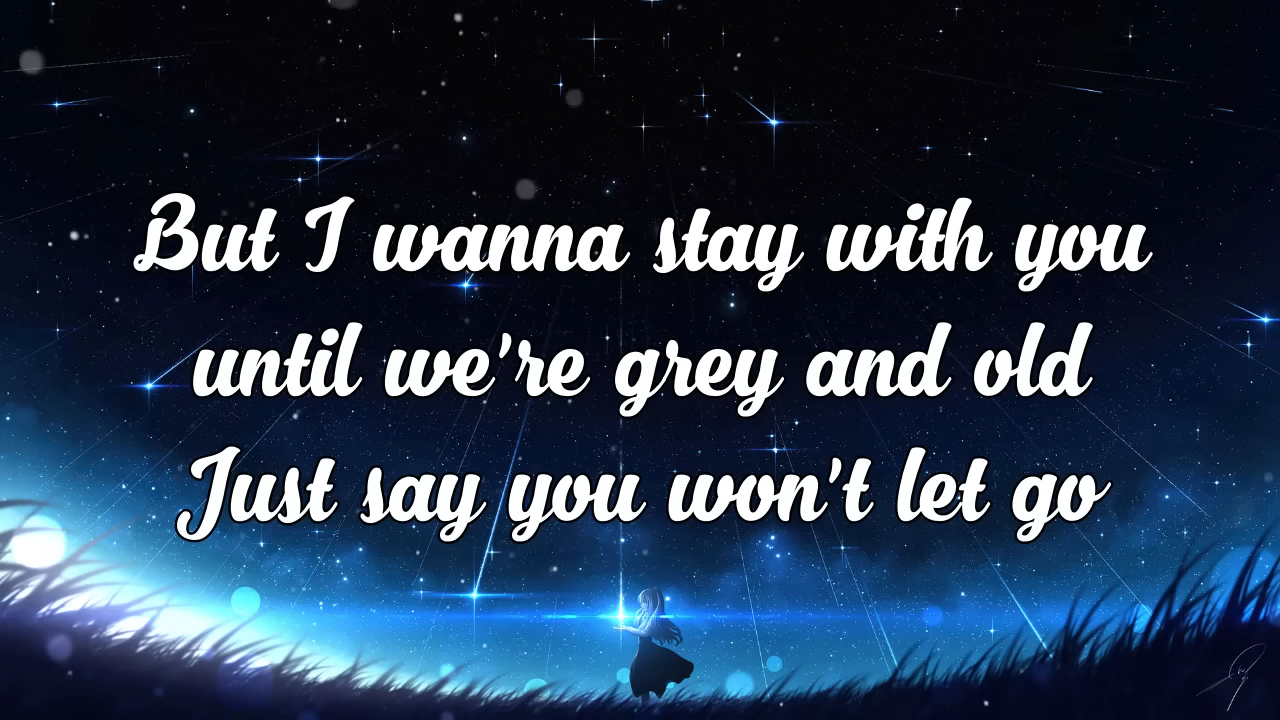 But I wanna stay with you
until we're grey and old
Just say you won't let go